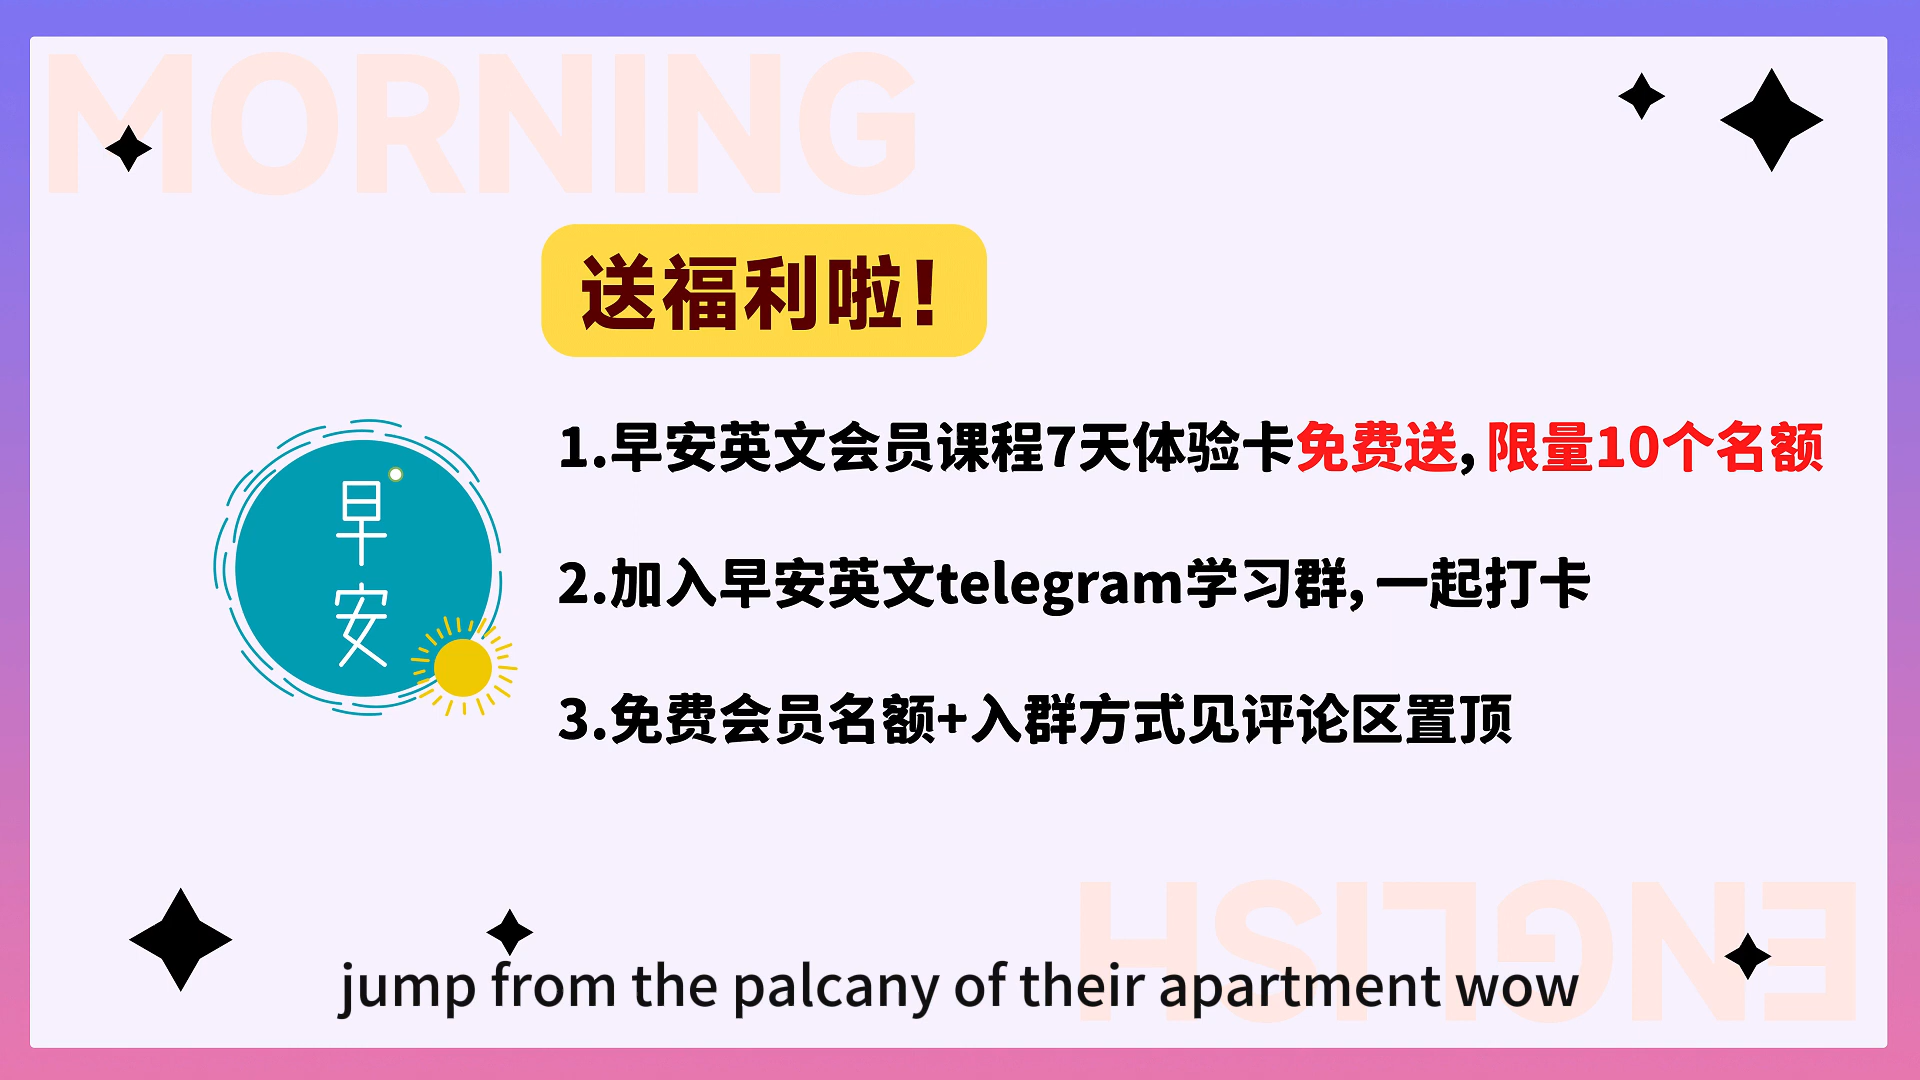 MORNING
送福利啦!
1.早安英文会员课程7天体验卡免费送, 限量10个名额
早安
2.加入早安英文telegram学习群, 一起打卡
3.免费会员名额+入群方式见评论区置顶
ENGLISH
jump from the palcany of their apartment wow